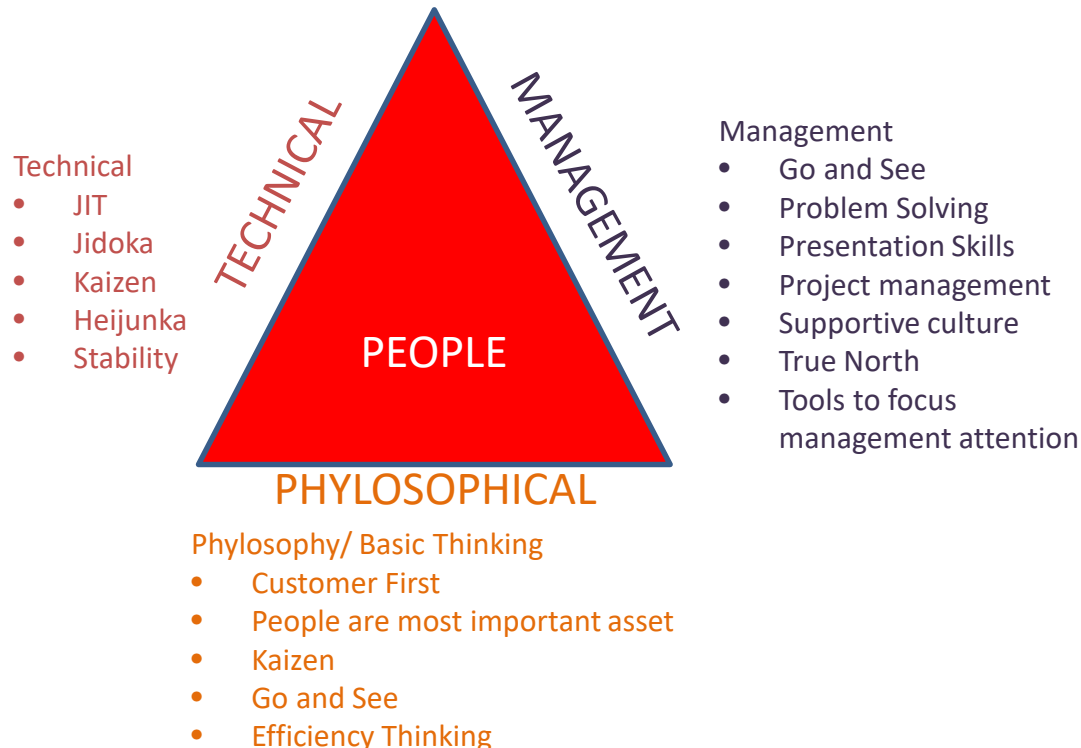 TECHNICAL
MANAGEMENT
PEOPLE
PHYLOSOPHICAL
Technical
• JIT
• Jidoka
• Kaizen
• Heijunka
• Stability
Management
• Go and See
• Problem Solving
• Presentation Skills
• Project management
• Supportive culture
• True North
• Tools to focus
management attention
Phylosophy/ Basic Thinking
• Customer First
• People are most important asset
• Kaizen
• Go and See
• Efficiency Thinking